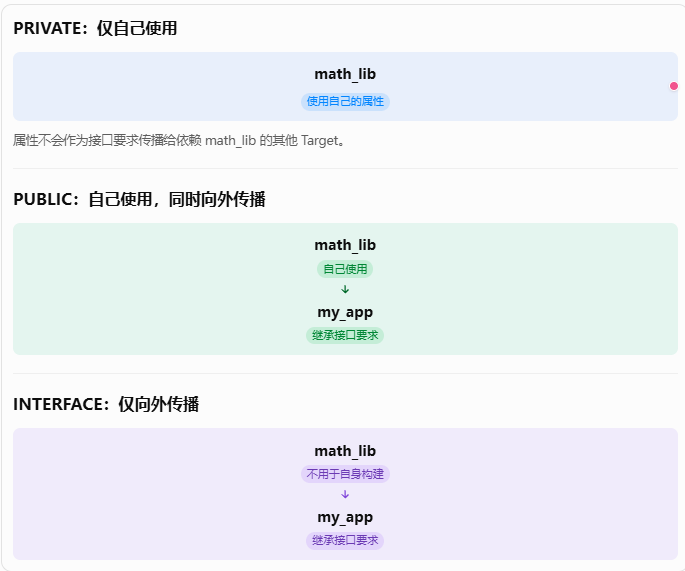 PRIVATE：仅自己使用
math_lib
使用自己的属性
属性不会作为接口要求传播给依赖 math_lib 的其他 Target。
PUBLIC：自己使用，同时向外传播
math_lib
自己使用
↓
my_app
继承接口要求
INTERFACE：仅向外传播
math_lib
不用于自身构建
↓
my_app
继承接口要求